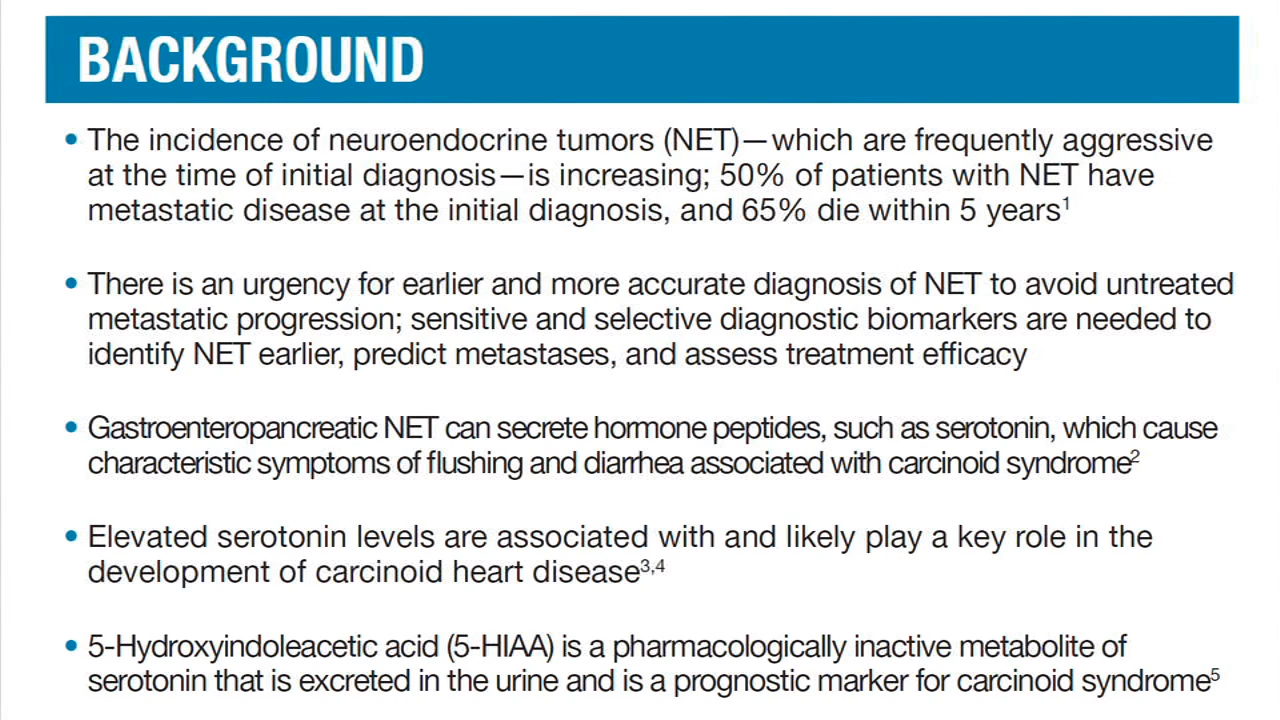 BACKGROUND
• The incidence of neuroendocrine tumors (NET)—which are frequently aggressive
at the time of initial diagnosis—is increasing; 50% of patients with NET have
metastatic disease at the initial diagnosis, and 65% die within 5 years¹
• There is an urgency for earlier and more accurate diagnosis of NET to avoid untreated
metastatic progression; sensitive and selective diagnostic biomarkers are needed to
identify NET earlier, predict metastases, and assess treatment efficacy
• Gastroenteropancreatic NET can secrete hormone peptides, such as serotonin, which cause
characteristic symptoms of flushing and diarrhea associated with carcinoid syndrome²
• Elevated serotonin levels are associated with and likely play a key role in the
development of carcinoid heart disease³,⁴
• 5-Hydroxyindoleacetic acid (5-HIAA) is a pharmacologically inactive metabolite of
serotonin that is excreted in the urine and is a prognostic marker for carcinoid syndrome⁵